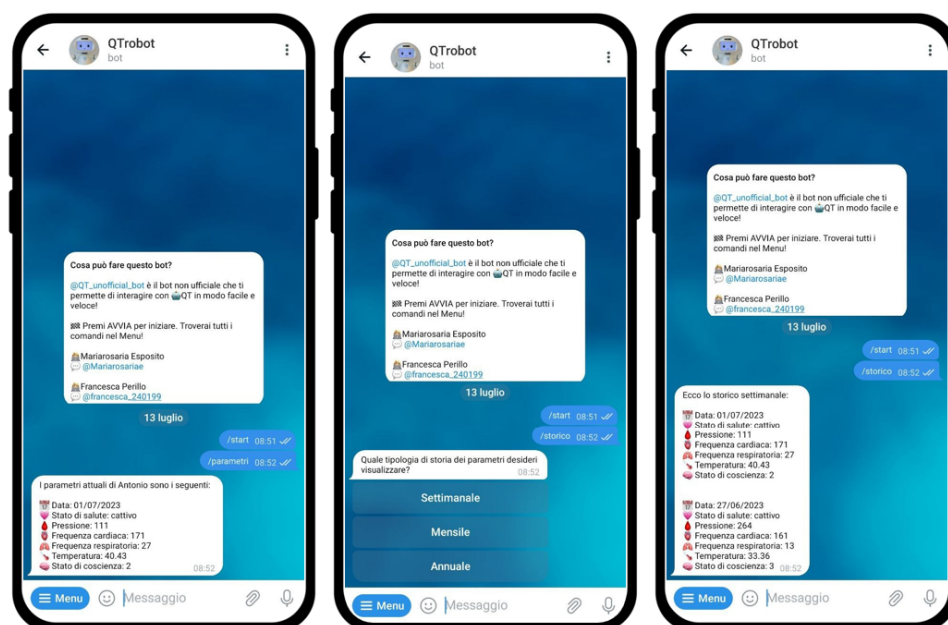 QTrobot
bot
Cosa può fare questo bot?
@QT_unofficial_bot è il bot non ufficiale che ti
permette di interagire con 🤖QT in modo facile e
veloce!
🏁 Premi AVVIA per iniziare. Troverai tutti i
comandi nel Menu!
Mariarosaria Esposito
💬 @Mariarosariae
Francesca Perillo
💬 @francesca_240199
13 luglio
/start 08:51
/parametri 08:52
I parametri attuali di Antonio sono i seguenti:
📅 Data: 01/07/2023
💗 Stato di salute: cattivo
🩸 Pressione: 111
🫀 Frequenza cardiaca: 171
🫁 Frequenza respiratoria: 27
🌡 Temperatura: 40.43
🧠 Stato di coscienza: 2
08:52
Menu
Messaggio
QTrobot
bot
Cosa può fare questo bot?
@QT_unofficial_bot è il bot non ufficiale che ti
permette di interagire con 🤖QT in modo facile e
veloce!
🏁 Premi AVVIA per iniziare. Troverai tutti i
comandi nel Menu!
Mariarosaria Esposito
💬 @Mariarosariae
Francesca Perillo
💬 @francesca_240199
13 luglio
/start 08:51
/storico 08:52
Quale tipologia di storia dei parametri desideri
visualizzare?
08:52
Settimanale
Mensile
Annuale
Menu
Messaggio
QTrobot
bot
Cosa può fare questo bot?
@QT_unofficial_bot è il bot non ufficiale che ti
permette di interagire con 🤖QT in modo facile e
veloce!
🏁 Premi AVVIA per iniziare. Troverai tutti i
comandi nel Menu!
Mariarosaria Esposito
💬 @Mariarosariae
Francesca Perillo
💬 @francesca_240199
13 luglio
/start 08:51
/storico 08:52
Ecco lo storico settimanale:
📅 Data: 01/07/2023
💗 Stato di salute: cattivo
🩸 Pressione: 111
🫀 Frequenza cardiaca: 171
🫁 Frequenza respiratoria: 27
🌡 Temperatura: 40.43
🧠 Stato di coscienza: 2
📅 Data: 27/06/2023
💗 Stato di salute: cattivo
🩸 Pressione: 264
🫀 Frequenza cardiaca: 161
🫁 Frequenza respiratoria: 13
🌡 Temperatura: 33.36
🧠 Stato di coscienza: 3
08:52
Menu
Messaggio